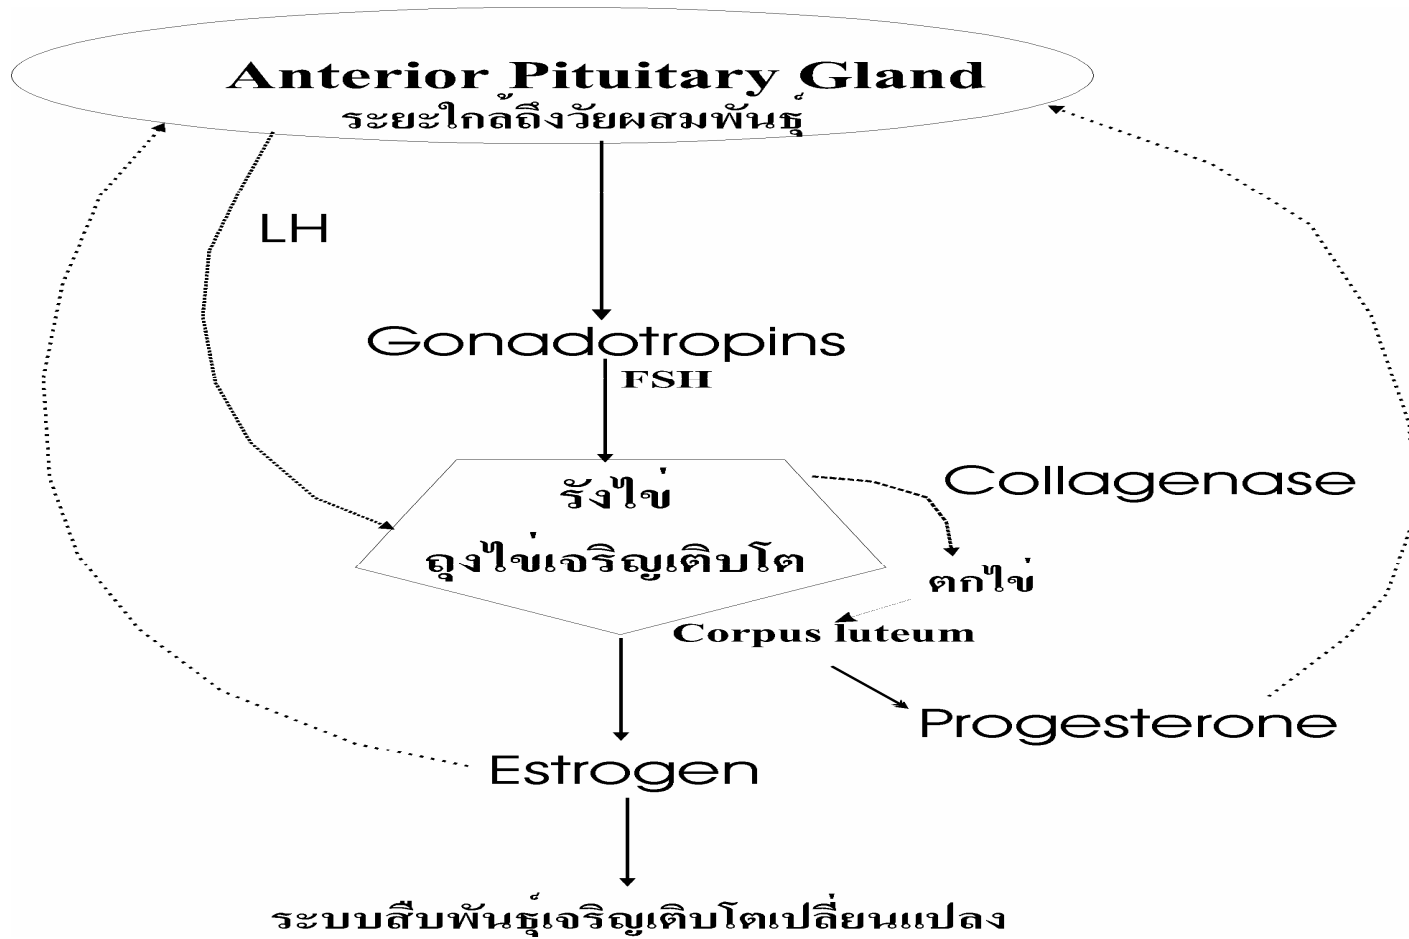 Anterior Pituitary Gland
ระยะใกล้ถึงวัยผสมพันธุ์
LH
Gonadotropins
FSH
รังไข่
Collagenase
ถุงไข่เจริญเติบโต
ตกไข่
Corpus luteum
Progesterone
Estrogen
ระบบสืบพันธุ์เจริญเติบโตเปลี่ยนแปลง